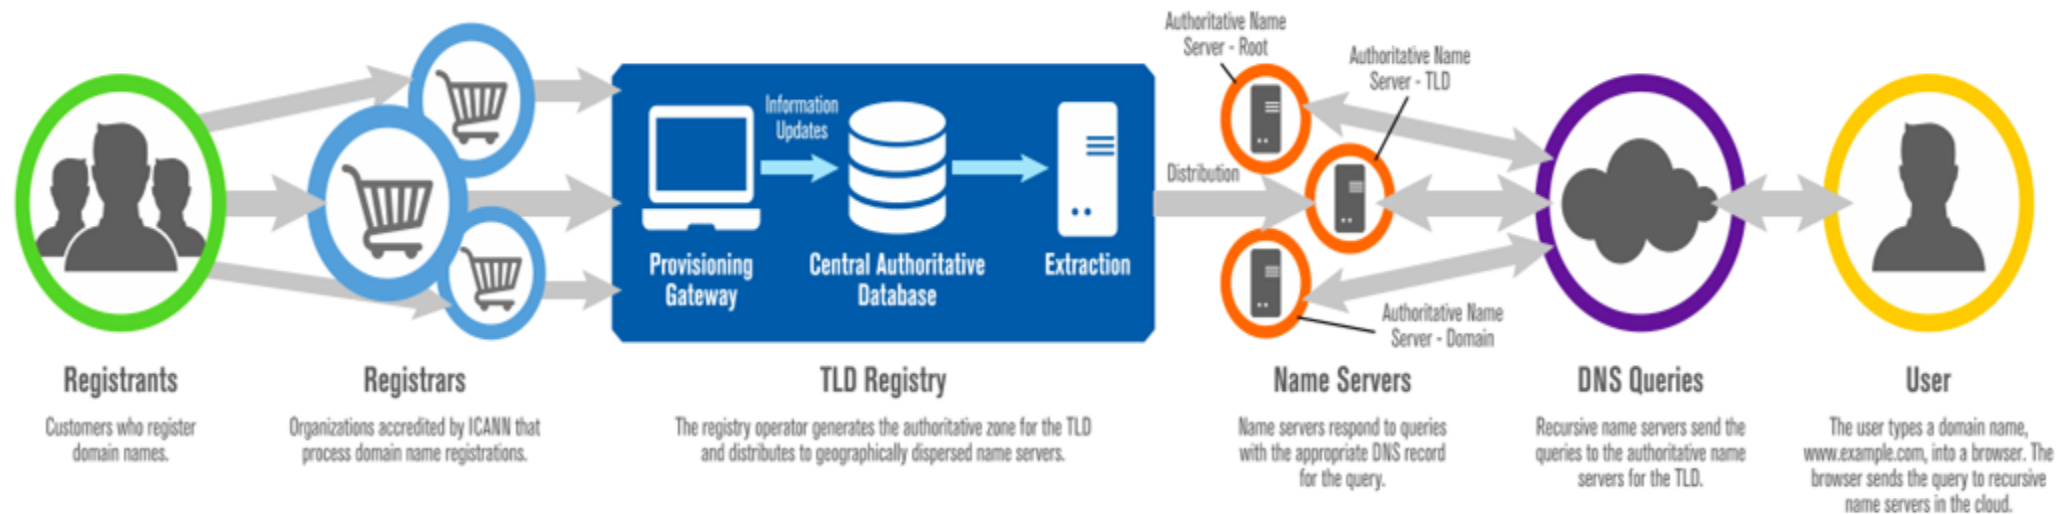 Authoritative Name
Server - Root
Authoritative Name
Server - TLD
Information
Updates
Distribution
Provisioning
Gateway
Central Authoritative
Database
Extraction
Authoritative Name
Server - Domain
Registrants
Customers who register
domain names.
Registrars
Organizations accredited by ICANN that
process domain name registrations.
TLD Registry
The registry operator generates the authoritative zone for the TLD
and distributes to geographically dispersed name servers.
Name Servers
Name servers respond to queries
with the appropriate DNS record
for the query.
DNS Queries
Recursive name servers send the
queries to the authoritative name
servers for the TLD.
User
The user types a domain name,
www.example.com, into a browser. The
browser sends the query to recursive
name servers in the cloud.